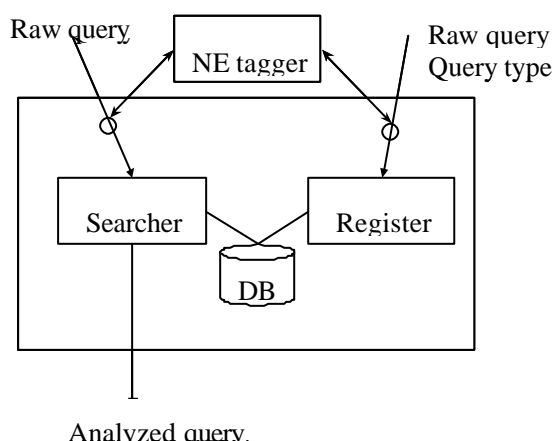 Raw query
NE tagger
Raw query
Query type
Searcher
Register
DB
Analyzed query.